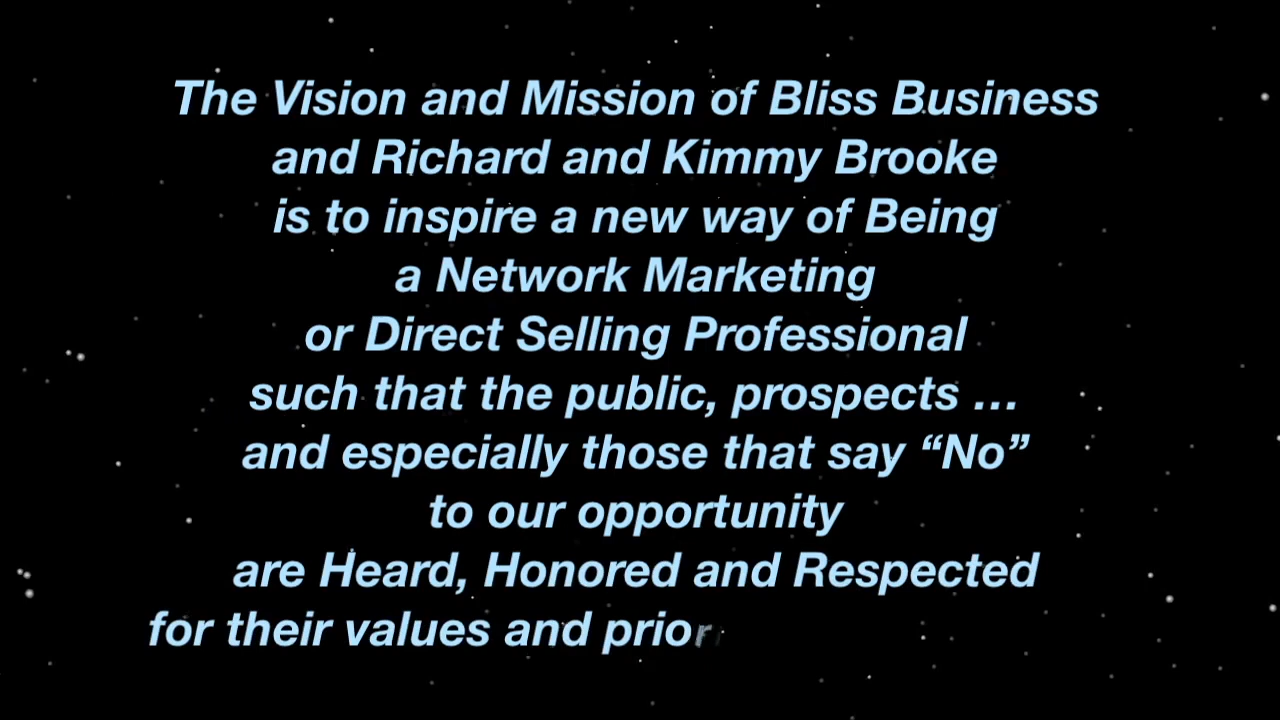 The Vision and Mission of Bliss Business
and Richard and Kimmy Brooke
is to inspire a new way of Being
a Network Marketing
or Direct Selling Professional
such that the public, prospects …
and especially those that say “No”
to our opportunity
are Heard, Honored and Respected
for their values and prior